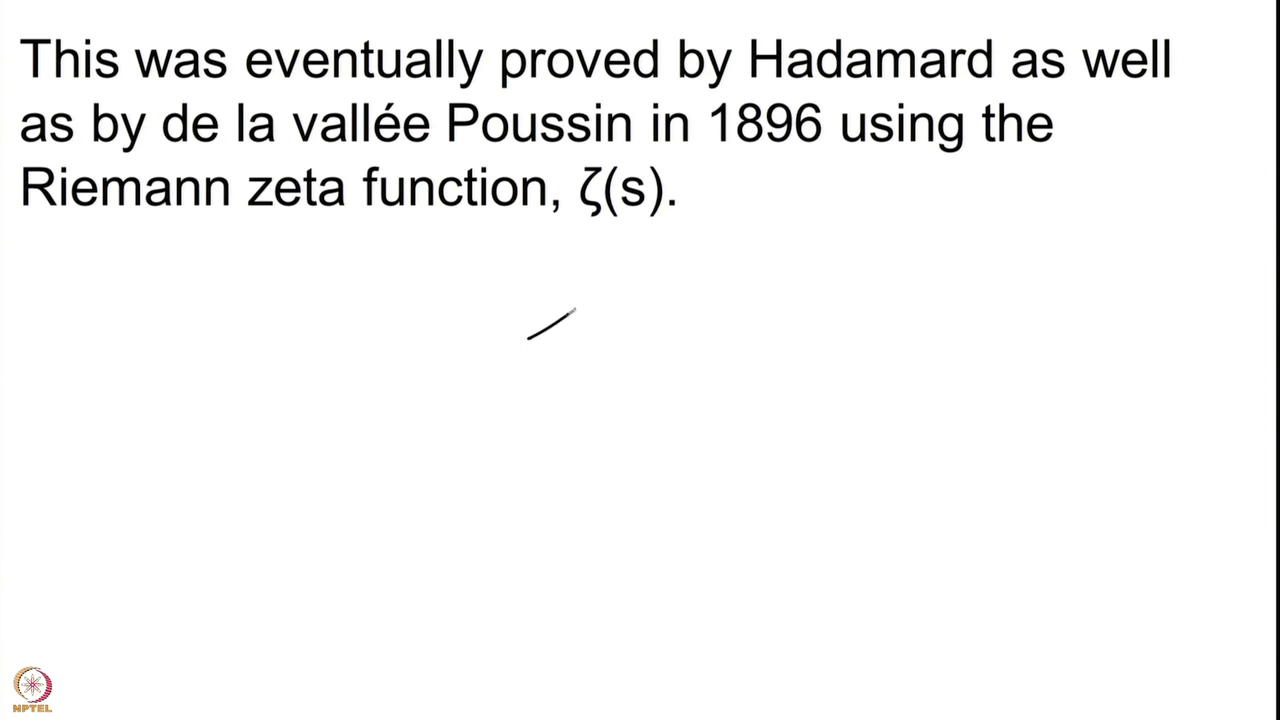 This was eventually proved by Hadamard as well
as by de la vallée Poussin in 1896 using the
Riemann zeta function, ζ(s).
NPTEL